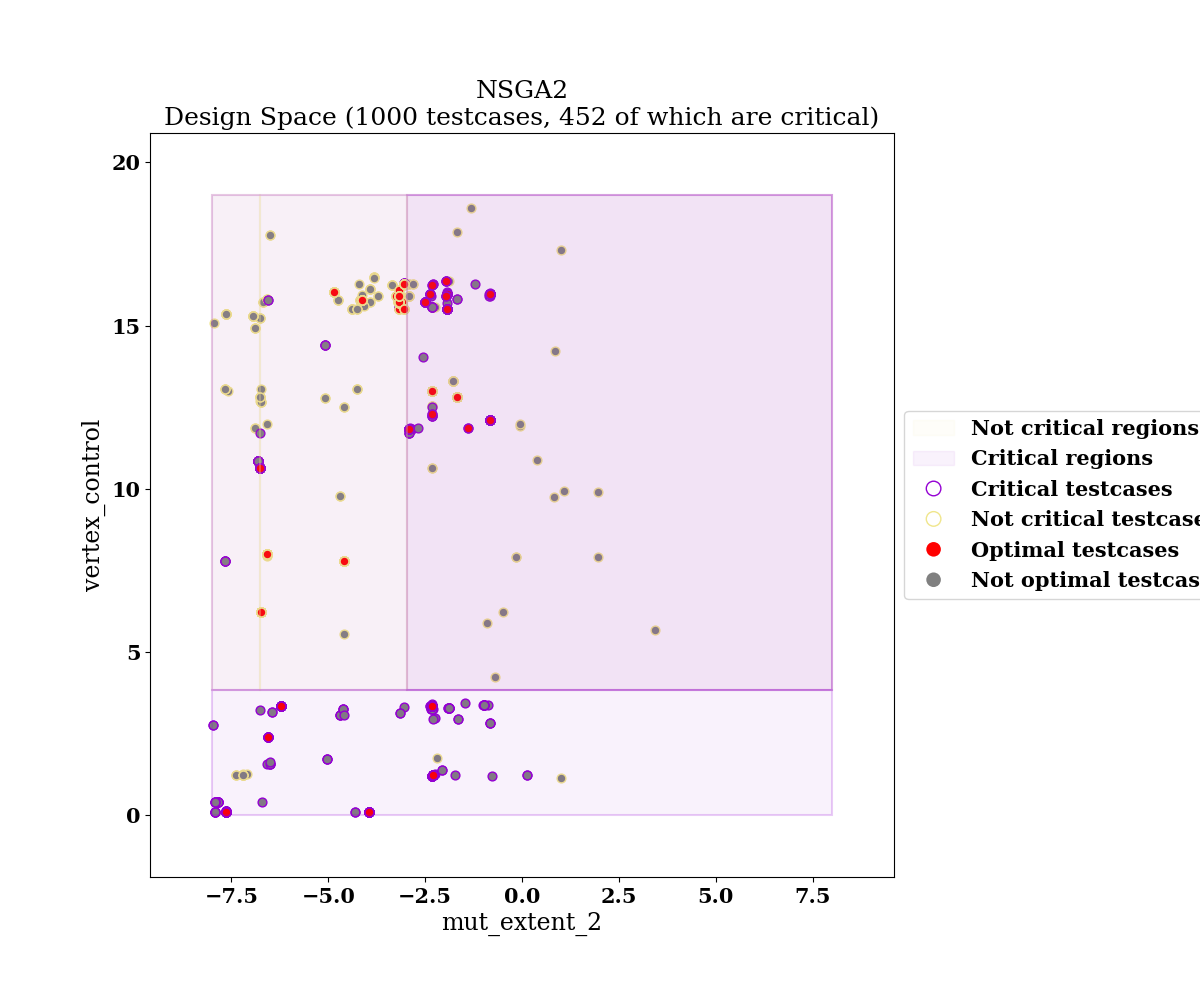 NSGA2
Design Space (1000 testcases, 452 of which are critical)
20
15
10
5
0
vertex_control
−7.5 −5.0 −2.5 0.0 2.5 5.0 7.5
mut_extent_2
Not critical regions
Critical regions
Critical testcases
Not critical testcase
Optimal testcases
Not optimal testcas